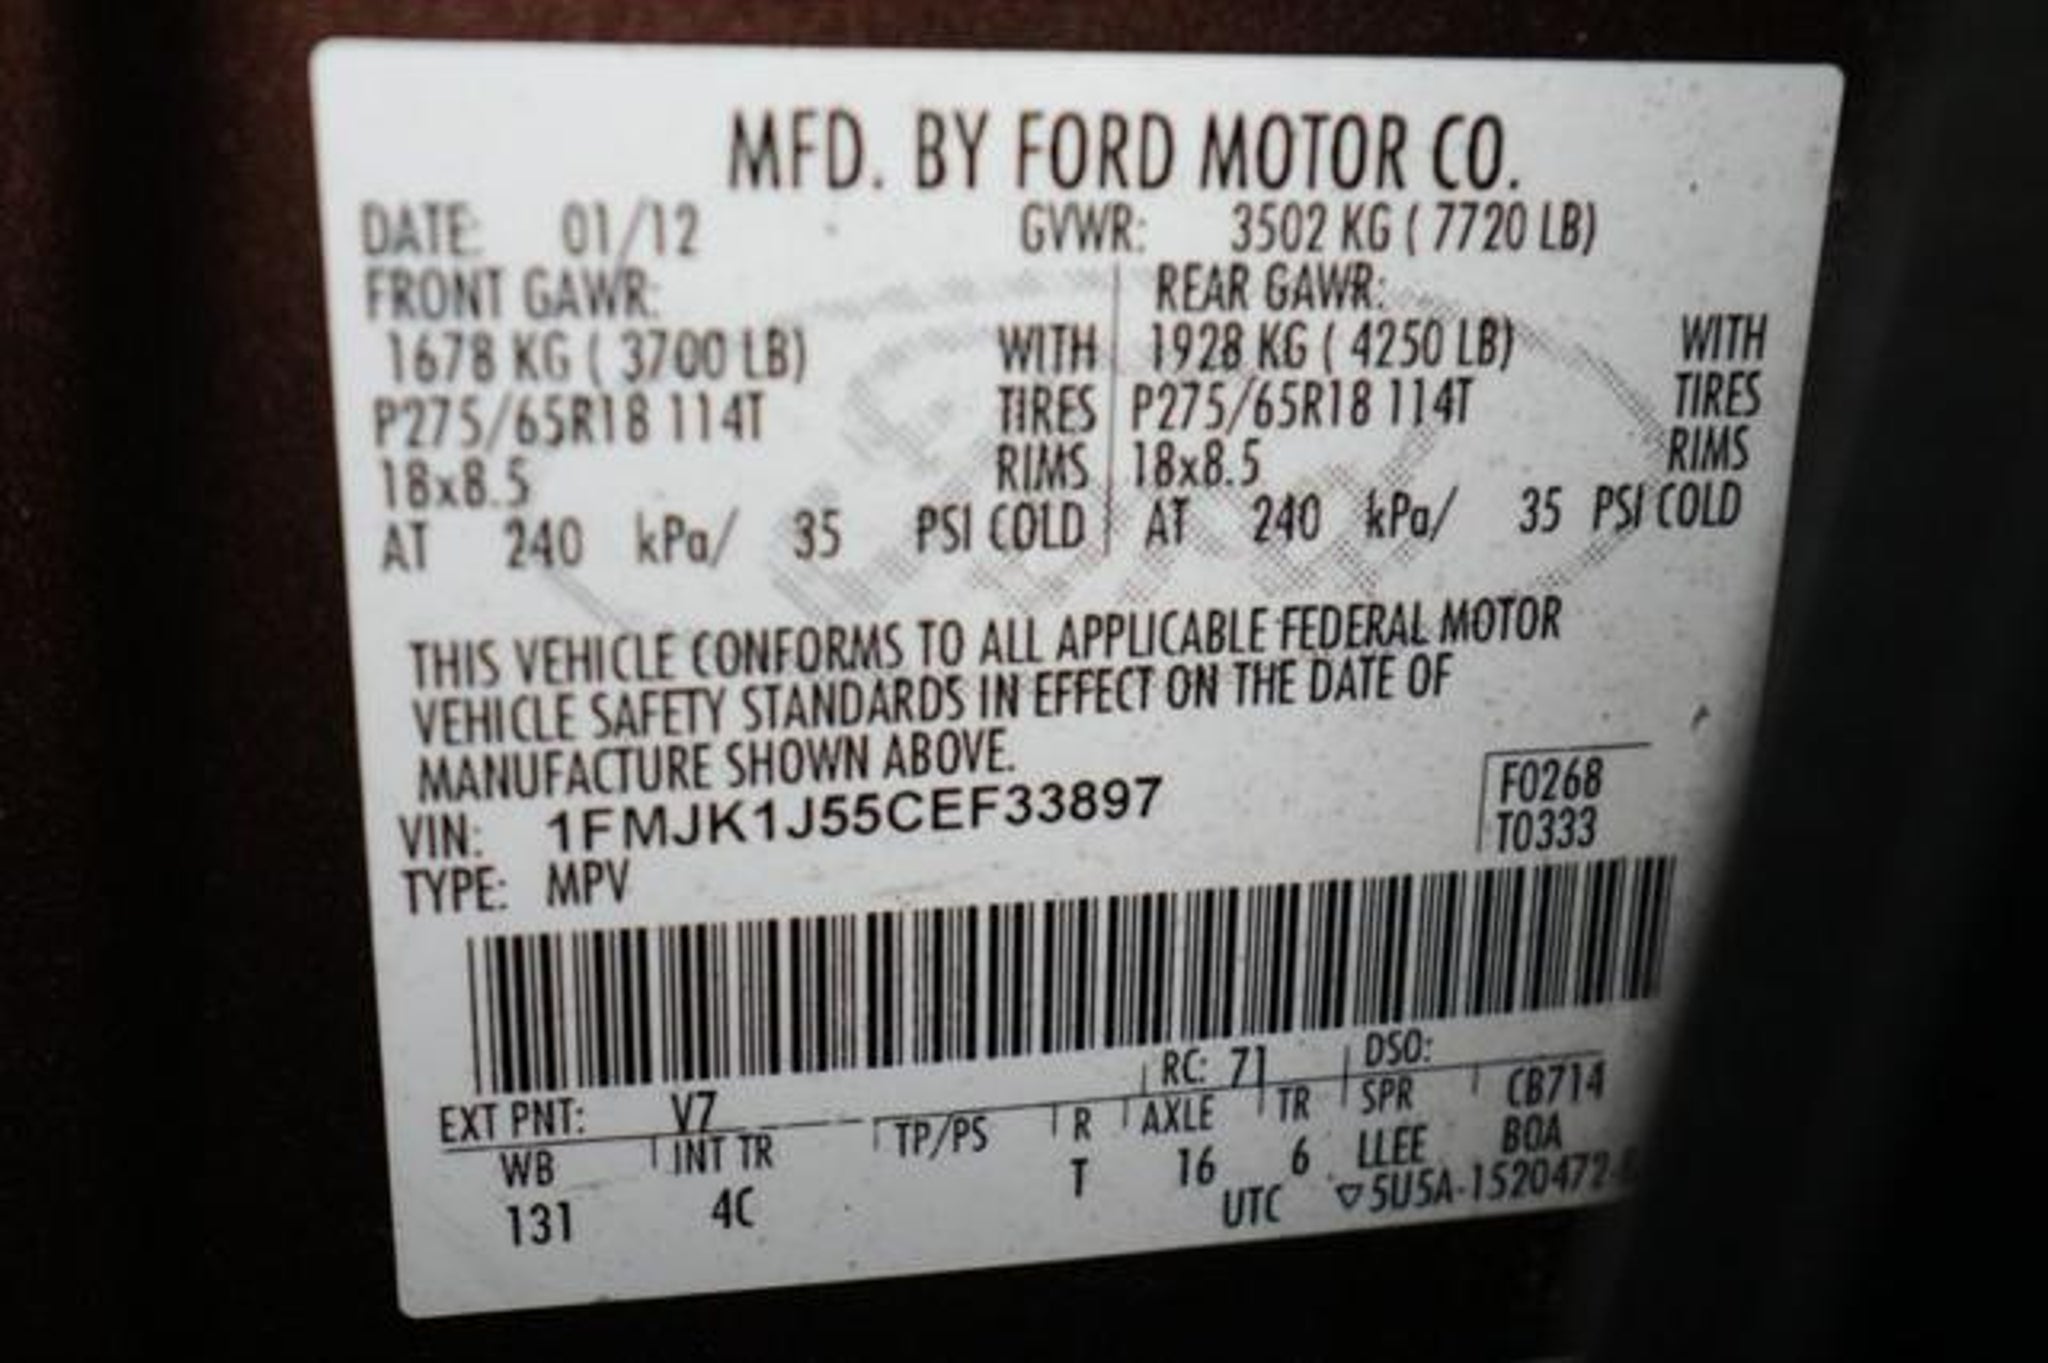 MFD. BY FORD MOTOR CO.
DATE: 01/12 GVWR: 3502 KG ( 7720 LB)
FRONT GAWR: REAR GAWR:
1678 KG ( 3700 LB) WITH 1928 KG ( 4250 LB) WITH
P275/65R18 114T TIRES P275/65R18 114T TIRES
18x8.5 RIMS 18x8.5 RIMS
AT 240 kPa/ 35 PSI COLD AT 240 kPa/ 35 PSI COLD
THIS VEHICLE CONFORMS TO ALL APPLICABLE FEDERAL MOTOR
VEHICLE SAFETY STANDARDS IN EFFECT ON THE DATE OF
MANUFACTURE SHOWN ABOVE.
VIN: 1FMJK1J55CEF33897 F0268
TYPE: MPV T0333
EXT PNT: V7 RC: 71 DSO:
WB INT TR TP/PS R AXLE TR SPR CB714
131 4C T 16 6 LLEE BOA
UTC ▽5U5A-1520472-